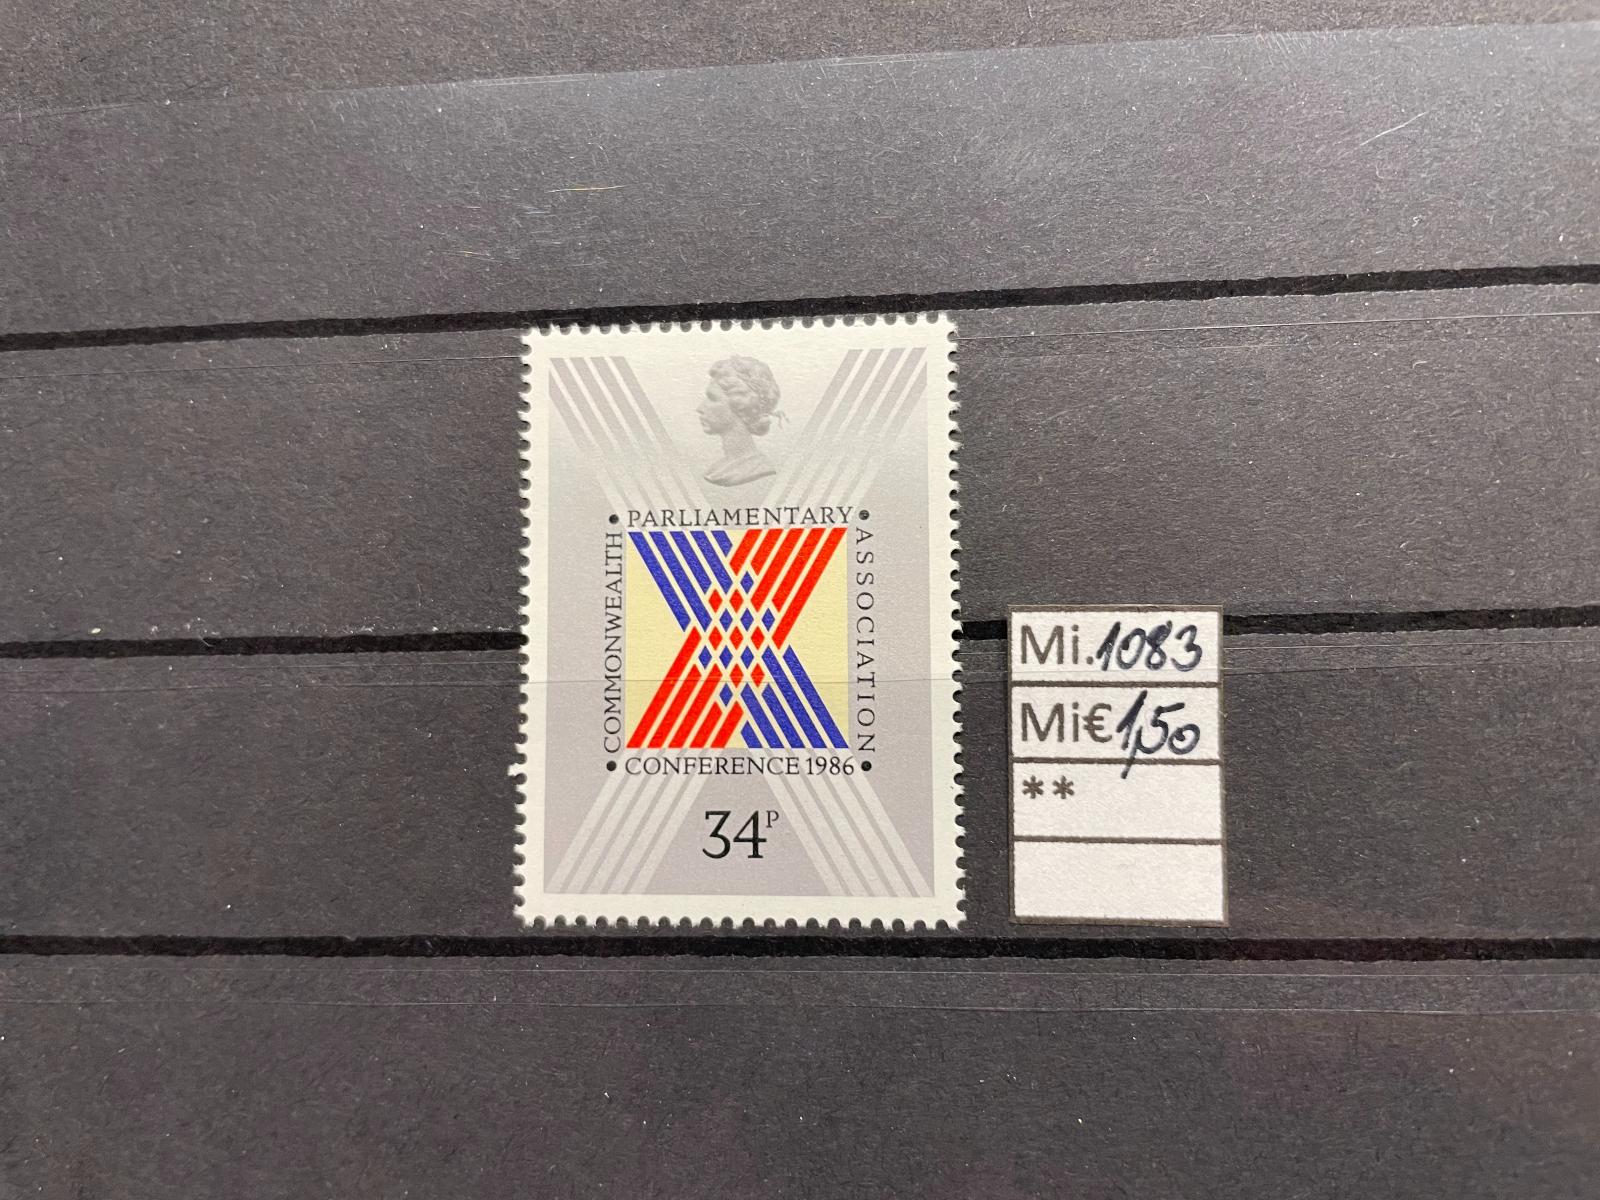 • PARLIAMENTARY •
COMMONWEALTH
ASSOCIATION
• CONFERENCE 1986 •
34P
Mi.1083
Mi€1,50
**